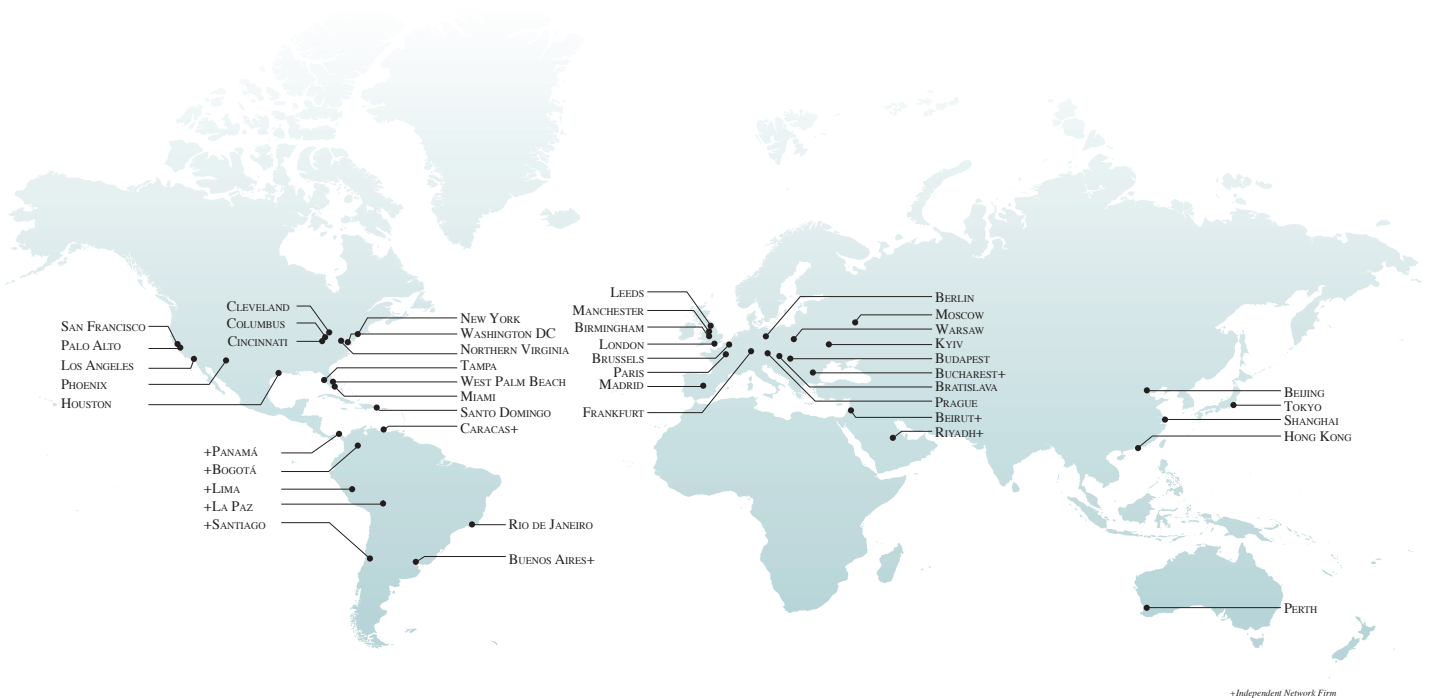 San Francisco
Palo Alto
Los Angeles
Phoenix
Houston
Cleveland
Columbus
Cincinnati
New York
Washington DC
Northern Virginia
Tampa
West Palm Beach
Miami
Santo Domingo
Caracas+
+Panamá
+Bogotá
+Lima
+La Paz
+Santiago
Rio de Janeiro
Buenos Aires+
Leeds
Manchester
Birmingham
London
Brussels
Paris
Madrid
Frankfurt
Berlin
Moscow
Warsaw
Kyiv
Budapest
Bucharest+
Bratislava
Prague
Beirut+
Riyadh+
Beijing
Tokyo
Shanghai
Hong Kong
Perth
+Independent Network Firm